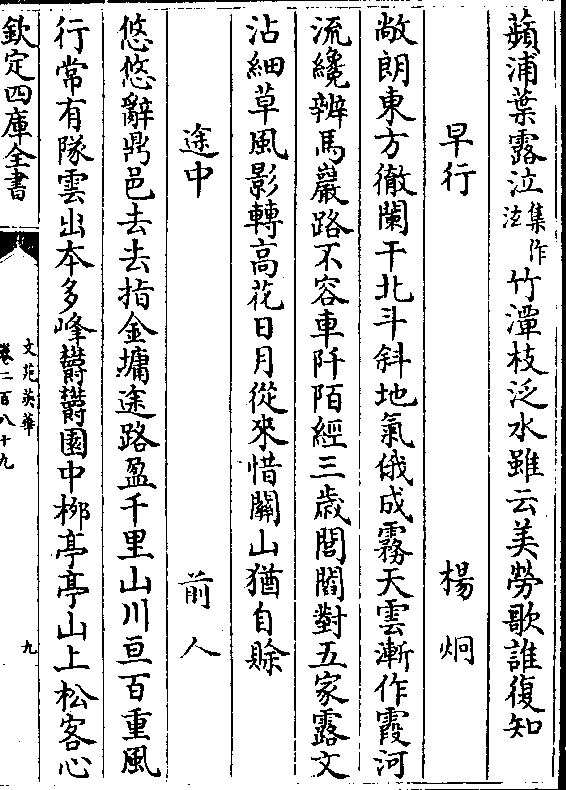 蘋浦葉露泣集作泫竹潭枝泛水雖云美勞歌誰復知
早行 楊炯
敞朗東方徹闌干北斗斜地氣俄成霧天雲漸作霞河
流纔辨馬巖路不容車阡陌經三歳閭閻對五家露文
沾細草風影轉高花日月從來惜關山猶自賒
途中 前人
悠悠辭鼎邑去去指金墉途路盈千里山川亘百重風
行常有隊雲出本多峰欝欝園中柳亭亭山上松客心
欽定四庫全書
文苑英華
卷二百八十九
九